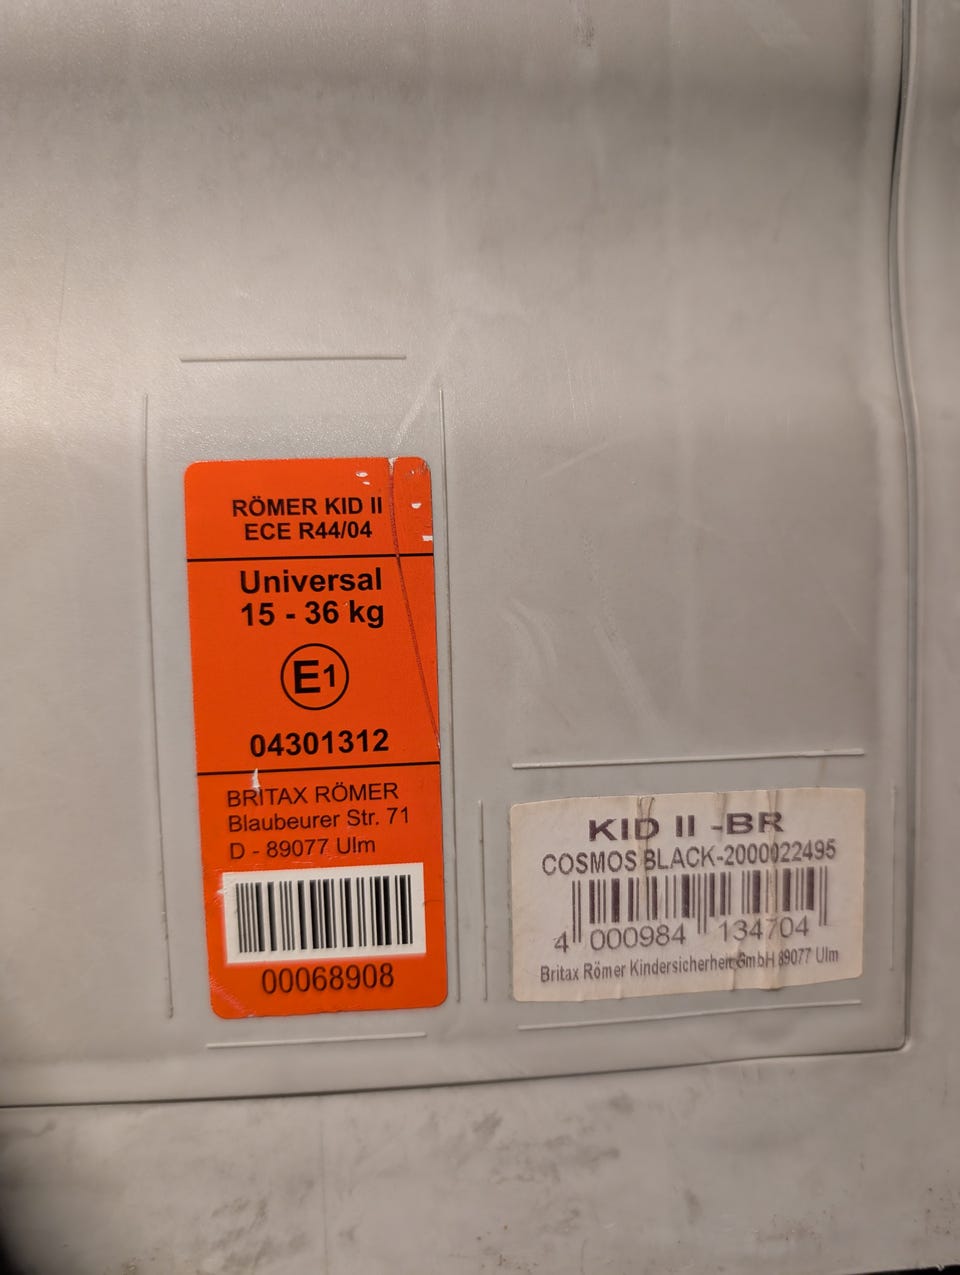 RÖMER KID II
ECE R44/04
Universal
15 - 36 kg
E1
04301312
BRITAX RÖMER
Blaubeurer Str. 71
D - 89077 Ulm
00068908
KID II -BR
COSMOS BLACK-2000022495
4 000984 134704
Britax Römer Kindersicherheit GmbH 89077 Ulm